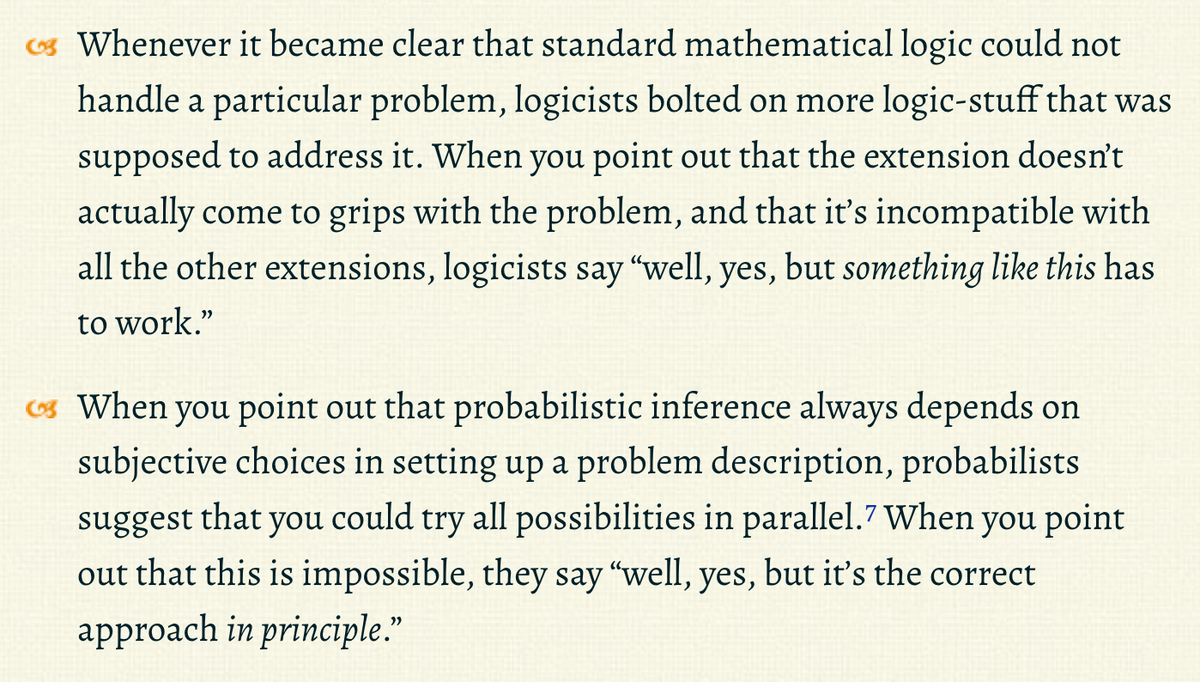 Whenever it became clear that standard mathematical logic could not
handle a particular problem, logicists bolted on more logic-stuff that was
supposed to address it. When you point out that the extension doesn’t
actually come to grips with the problem, and that it’s incompatible with
all the other extensions, logicists say “well, yes, but something like this has
to work.”
When you point out that probabilistic inference always depends on
subjective choices in setting up a problem description, probabilists
suggest that you could try all possibilities in parallel.7 When you point
out that this is impossible, they say “well, yes, but it’s the correct
approach in principle.”